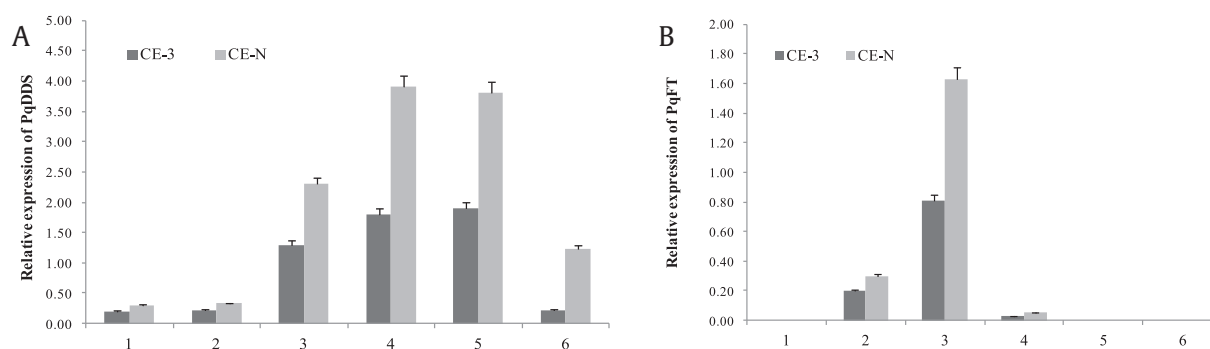 A
Relative expression of PqDDS
5.00
4.50
4.00
3.50
3.00
2.50
2.00
1.50
1.00
0.50
0.00
CE-3 CE-N
1 2 3 4 5 6
B
Relative expression of PqFT
2.00
1.80
1.60
1.40
1.20
1.00
0.80
0.60
0.40
0.20
0.00
CE-3 CE-N
1 2 3 4 5 6